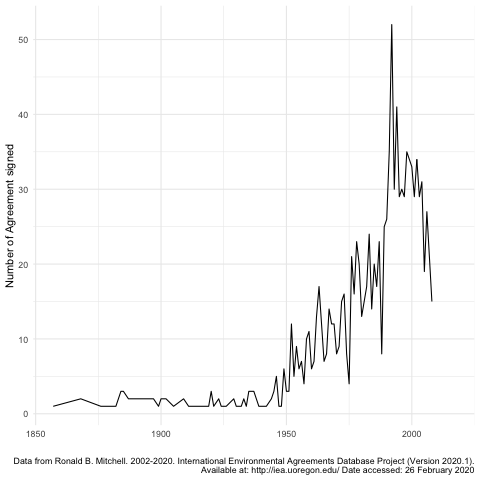 50
40
30
20
10
0
Number of Agreement signed
1850 1900 1950 2000
Data from Ronald B. Mitchell. 2002-2020. International Environmental Agreements Database Project (Version 2020.1).
Available at: http://iea.uoregon.edu/ Date accessed: 26 February 2020